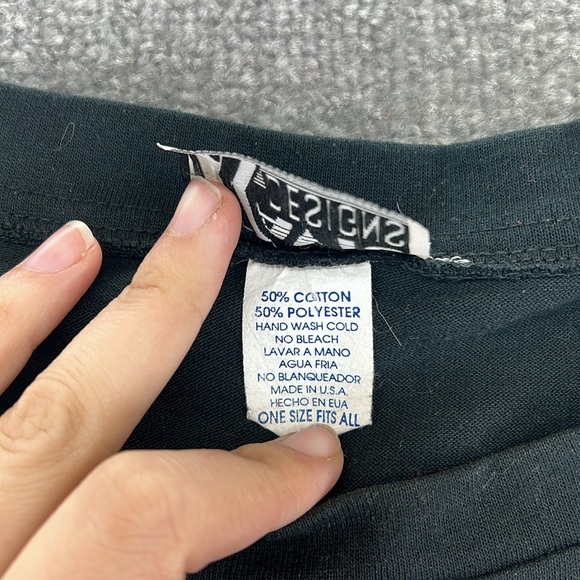 DESIGNS
50% COTTON
50% POLYESTER
HAND WASH COLD
NO BLEACH
LAVAR A MANO
AGUA FRIA
NO BLANQUEADOR
MADE IN U.S.A.
HECHO EN EUA
ONE SIZE FITS ALL